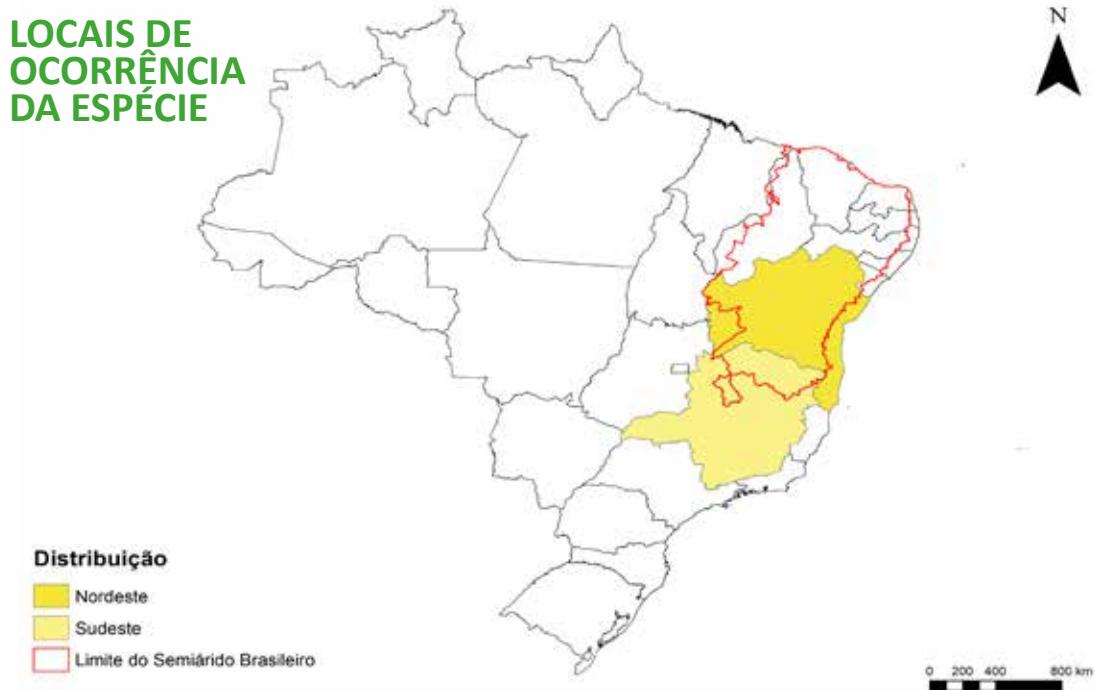 LOCAIS DE
OCORRÊNCIA
DA ESPÉCIE
N
Distribuição
Nordeste
Sudeste
Limite do Semiárido Brasileiro
0 200 400 800 km